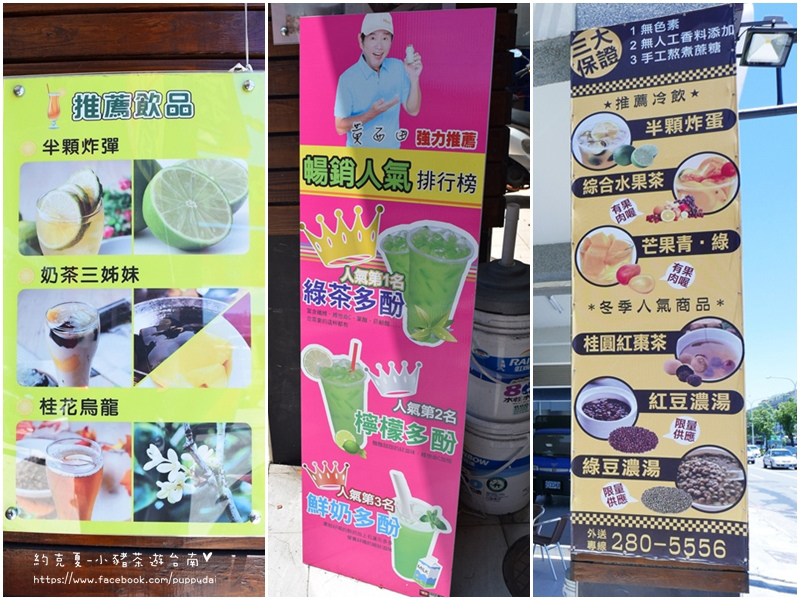 推薦飲品
半顆炸彈
奶茶三姊妹
桂花烏龍
約克夏-小豬茶遊台南♥
https://www.facebook.com/puppydai
黃西田 強力推薦
暢銷人氣 排行榜
人氣第1名
綠茶多酚
人氣第2名
檸檬多酚
人氣第3名
鮮奶多酚
MILK
三大保證
1 無色素
2 無人工香料添加
3 手工熬煮蔗糖
★推薦冷飲★
半顆炸蛋
綜合水果茶
有果肉喔
芒果青・綠
有果肉喔
*冬季人氣商品*
桂圓紅棗茶
紅豆濃湯
限量供應
綠豆濃湯
限量供應
外送專線 280-5556